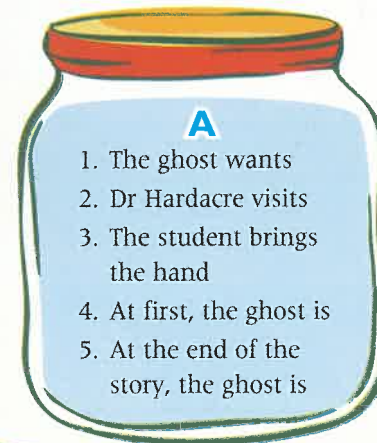 A
1. The ghost wants
2. Dr Hardacre visits
3. The student brings
the hand
4. At first, the ghost is
5. At the end of the
story, the ghost is